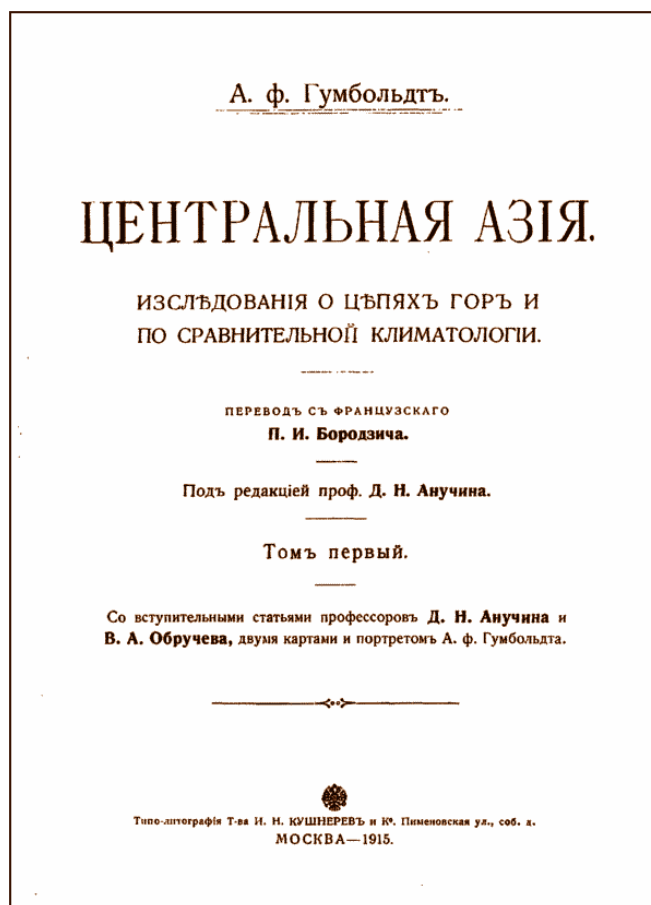 А. ф. Гумбольдтъ.
ЦЕНТРАЛЬНАЯ АЗІЯ.
ИЗСЛѢДОВАНІЯ О ЦѢПЯХЪ ГОРЪ И
ПО СРАВНИТЕЛЬНОЙ КЛИМАТОЛОГІИ.
ПЕРЕВОДЪ СЪ ФРАНЦУЗСКАГО
П. И. Бородзича.
Подъ редакціей проф. Д. Н. Анучина.
Томъ первый.
Со вступительными статьями профессоровъ Д. Н. Анучина и
В. А. Обручева, двумя картами и портретомъ А. ф. Гумбольдта.
Типо-литографія Т-ва И. Н. КУШНЕРЕВЪ и Кº. Пименовская ул., соб. д.
МОСКВА—1915.